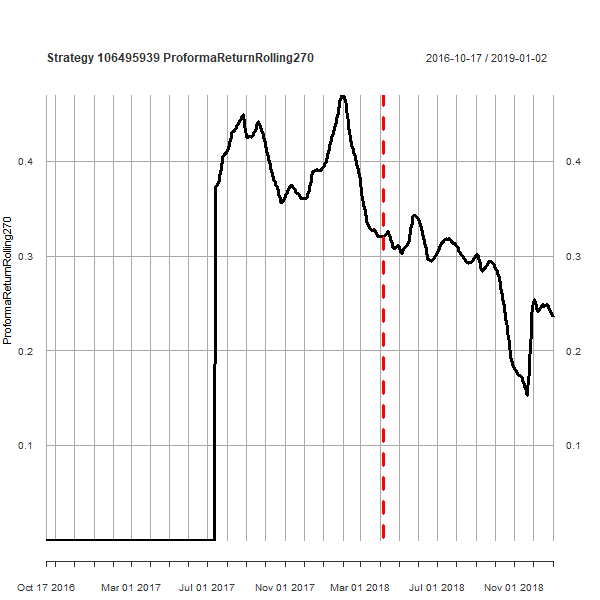 Strategy 106495939 ProformaReturnRolling270
2016-10-17 / 2019-01-02
ProformaReturnRolling270
0.4
0.4
0.3
0.3
0.2
0.2
0.1
0.1
Oct 17 2016
Mar 01 2017
Jul 01 2017
Nov 01 2017
Mar 01 2018
Jul 01 2018
Nov 01 2018